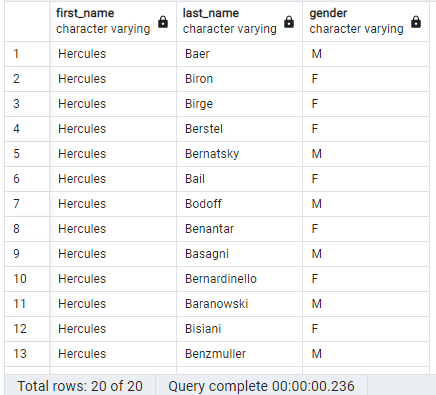 first_name last_name gender
character varying character varying character varying
1 Hercules Baer M
2 Hercules Biron F
3 Hercules Birge F
4 Hercules Berstel F
5 Hercules Bernatsky M
6 Hercules Bail F
7 Hercules Bodoff M
8 Hercules Benantar F
9 Hercules Basagni M
10 Hercules Bernardinello F
11 Hercules Baranowski M
12 Hercules Bisiani F
13 Hercules Benzmuller M
Total rows: 20 of 20 Query complete 00:00:00.236